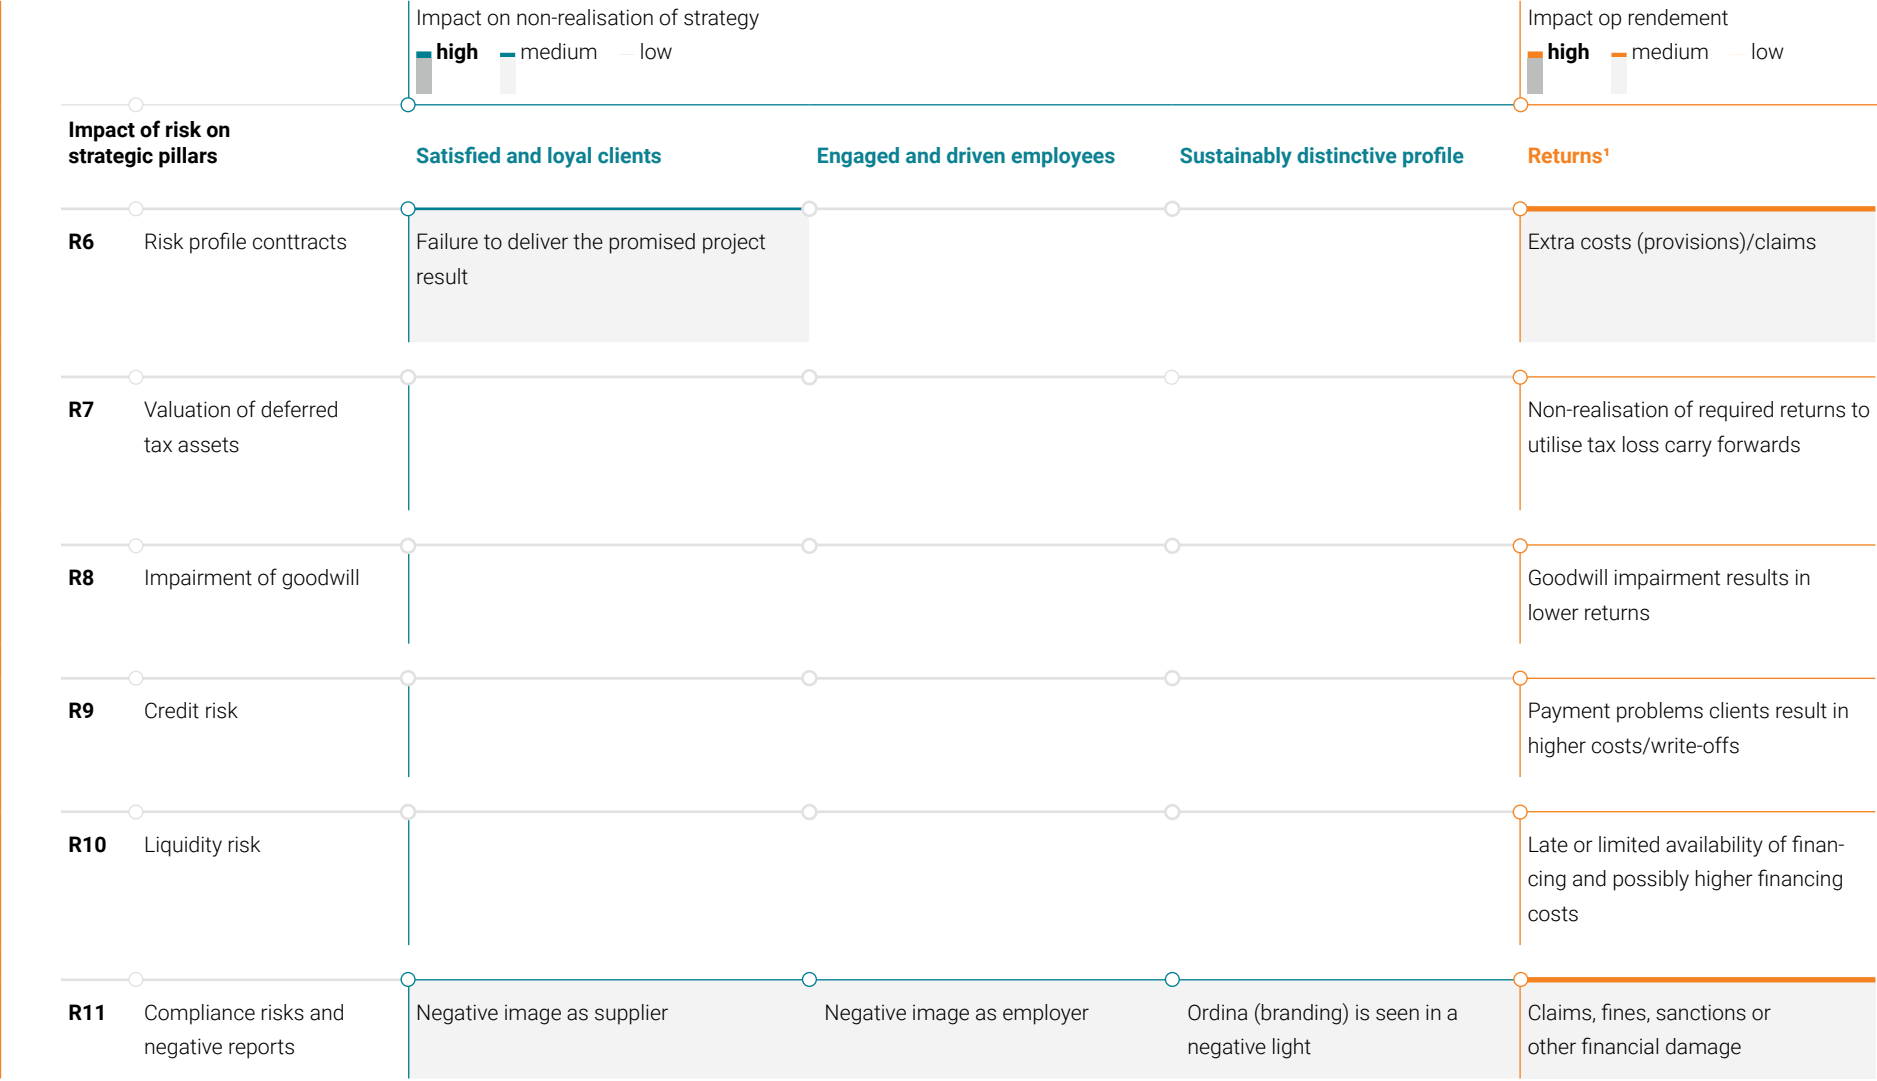 Impact on non-realisation of strategy
high medium low
Impact op rendement
high medium low
Impact of risk on
strategic pillars
Satisfied and loyal clients
Engaged and driven employees
Sustainably distinctive profile
Returns¹
R6 Risk profile conttracts
Failure to deliver the promised project
result
Extra costs (provisions)/claims
R7 Valuation of deferred
tax assets
Non-realisation of required returns to
utilise tax loss carry forwards
R8 Impairment of goodwill
Goodwill impairment results in
lower returns
R9 Credit risk
Payment problems clients result in
higher costs/write-offs
R10 Liquidity risk
Late or limited availability of finan-
cing and possibly higher financing
costs
R11 Compliance risks and
negative reports
Negative image as supplier
Negative image as employer
Ordina (branding) is seen in a
negative light
Claims, fines, sanctions or
other financial damage